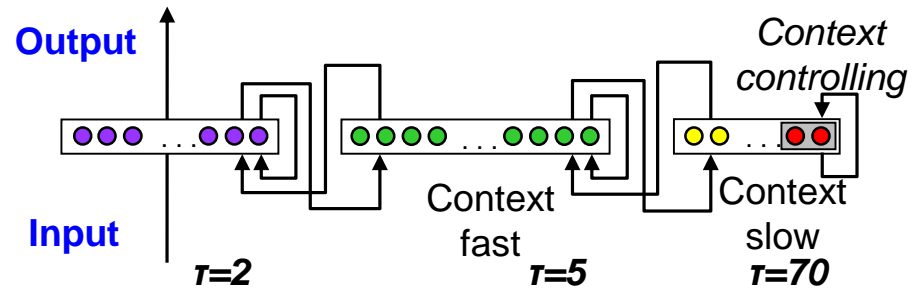 Output
Context
controlling
. . .
. . .
. . .
Input
Context
fast
Context
slow
τ=2
τ=5
τ=70